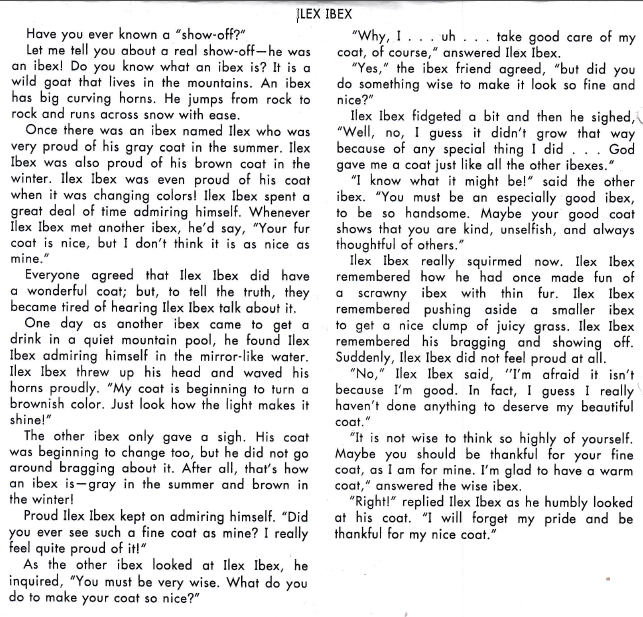 ILEX IBEX
Have you ever known a “show-off?”
Let me tell you about a real show-off—he was
an ibex! Do you know what an ibex is? It is a
wild goat that lives in the mountains. An ibex
has big curving horns. He jumps from rock to
rock and runs across snow with ease.
Once there was an ibex named Ilex who was
very proud of his gray coat in the summer. Ilex
Ibex was also proud of his brown coat in the
winter. Ilex Ibex was even proud of his coat
when it was changing colors! Ilex Ibex spent a
great deal of time admiring himself. Whenever
Ilex Ibex met another ibex, he’d say, “Your fur
coat is nice, but I don’t think it is as nice as
mine.”
Everyone agreed that Ilex Ibex did have
a wonderful coat; but, to tell the truth, they
became tired of hearing Ilex Ibex talk about it.
One day as another ibex came to get a
drink in a quiet mountain pool, he found Ilex
Ibex admiring himself in the mirror-like water.
Ilex Ibex threw up his head and waved his
horns proudly. “My coat is beginning to turn a
brownish color. Just look how the light makes it
shine!”
The other ibex only gave a sigh. His coat
was beginning to change too, but he did not go
around bragging about it. After all, that’s how
an ibex is—gray in the summer and brown in
the winter!
Proud Ilex Ibex kept on admiring himself. “Did
you ever see such a fine coat as mine? I really
feel quite proud of it!”
As the other ibex looked at Ilex Ibex, he
inquired, “You must be very wise. What do you
do to make your coat so nice?”
“Why, I . . . uh . . . take good care of my
coat, of course,” answered Ilex Ibex.
“Yes,” the ibex friend agreed, “but did you
do something wise to make it look so fine and
nice?”
Ilex Ibex fidgeted a bit and then he sighed,
“Well, no, I guess it didn’t grow that way
because of any special thing I did . . . God
gave me a coat just like all the other ibexes.”
“I know what it might be!” said the other
ibex. “You must be an especially good ibex,
to be so handsome. Maybe your good coat
shows that you are kind, unselfish, and always
thoughtful of others.”
Ilex Ibex really squirmed now. Ilex Ibex
remembered how he had once made fun of
a scrawny ibex with thin fur. Ilex Ibex
remembered pushing aside a smaller ibex
to get a nice clump of juicy grass. Ilex Ibex
remembered his bragging and showing off.
Suddenly, Ilex Ibex did not feel proud at all.
“No,” Ilex Ibex said, “I’m afraid it isn’t
because I’m good. In fact, I guess I really
haven’t done anything to deserve my beautiful
coat.”
“It is not wise to think so highly of yourself.
Maybe you should be thankful for your fine
coat, as I am for mine. I’m glad to have a warm
coat,” answered the wise ibex.
“Right!” replied Ilex Ibex as he humbly looked
at his coat. “I will forget my pride and be
thankful for my nice coat.”